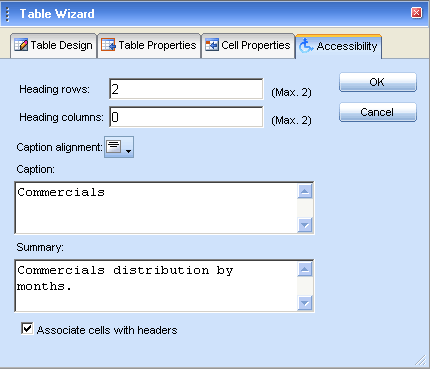 Table Wizard
Table Design
Table Properties
Cell Properties
Accessibility
Heading rows: 2 (Max. 2)
OK
Heading columns: 0 (Max. 2)
Cancel
Caption alignment:
Caption:
Commercials
Summary:
Commercials distribution by
months.
Associate cells with headers